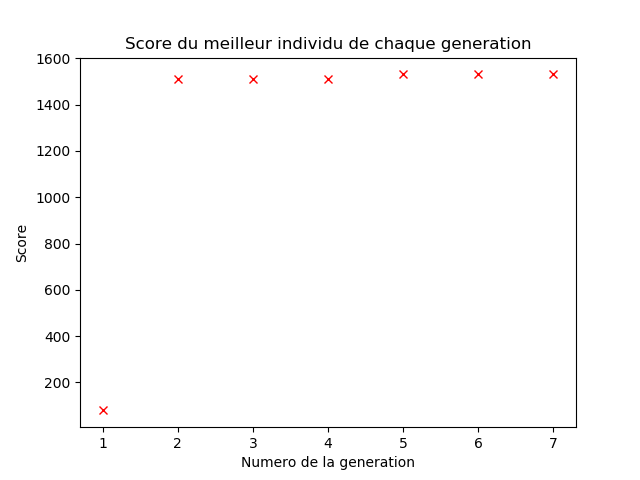 Score du meilleur individu de chaque generation
1600
1400
1200
1000
800
600
400
200
Score
1 2 3 4 5 6 7
Numero de la generation